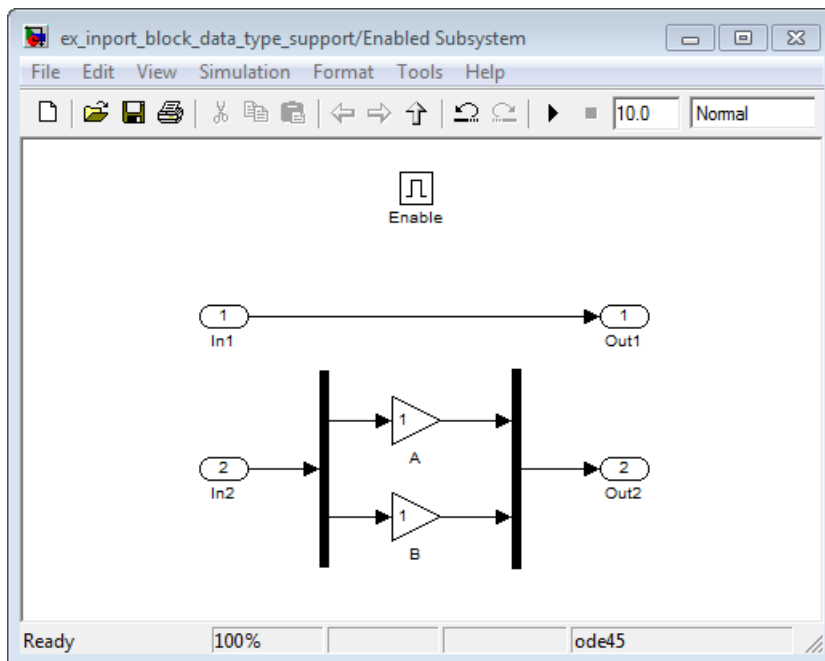 ex_inport_block_data_type_support/Enabled Subsystem
File Edit View Simulation Format Tools Help
10.0 Normal
Enable
1 1
In1 Out1
1
A
2 2
In2 Out2
1
B
Ready 100% ode45